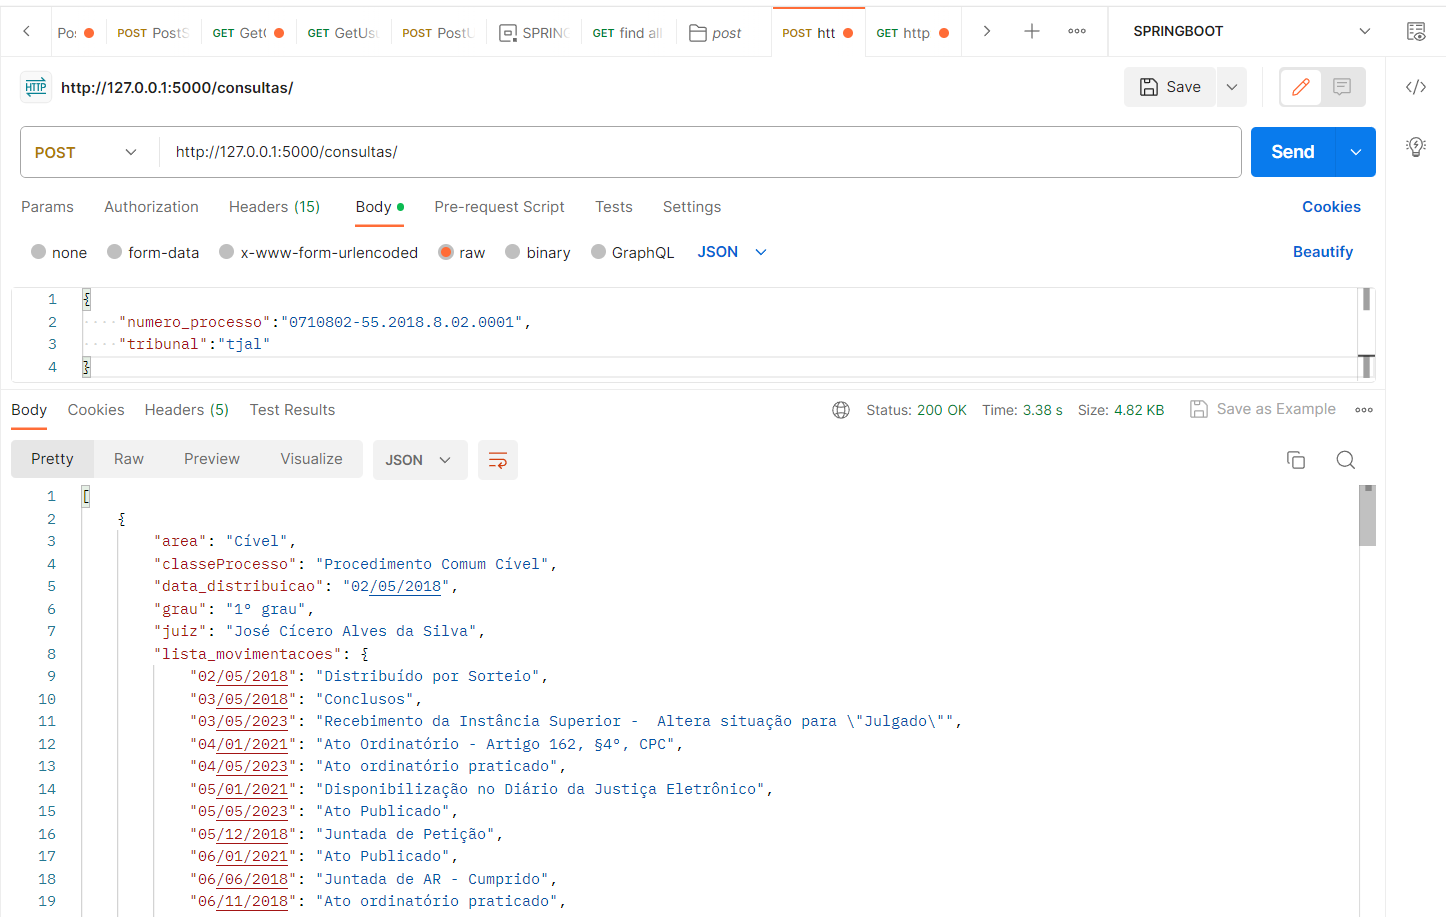 Po: POST PostS GET Get( GET GetUs POST PostU SPRING GET find all post POST htt GET http SPRINGBOOT
HTTP http://127.0.0.1:5000/consultas/ Save
POST http://127.0.0.1:5000/consultas/ Send
Params Authorization Headers (15) Body Pre-request Script Tests Settings Cookies
none form-data x-www-form-urlencoded raw binary GraphQL JSON Beautify
1 {
2 "numero_processo":"0710802-55.2018.8.02.0001",
3 "tribunal":"tjal"
4 }
Body Cookies Headers (5) Test Results Status: 200 OK Time: 3.38 s Size: 4.82 KB Save as Example
Pretty Raw Preview Visualize JSON
1 [
2 {
3 "area": "Cível",
4 "classeProcesso": "Procedimento Comum Cível",
5 "data_distribuicao": "02/05/2018",
6 "grau": "1º grau",
7 "juiz": "José Cícero Alves da Silva",
8 "lista_movimentacoes": {
9 "02/05/2018": "Distribuído por Sorteio",
10 "03/05/2018": "Conclusos",
11 "03/05/2023": "Recebimento da Instância Superior -  Altera situação para \"Julgado\"",
12 "04/01/2021": "Ato Ordinatório - Artigo 162, §4º, CPC",
13 "04/05/2023": "Ato ordinatório praticado",
14 "05/01/2021": "Disponibilização no Diário da Justiça Eletrônico",
15 "05/05/2023": "Ato Publicado",
16 "05/12/2018": "Juntada de Petição",
17 "06/01/2021": "Ato Publicado",
18 "06/06/2018": "Juntada de AR - Cumprido",
19 "06/11/2018": "Ato ordinatório praticado",